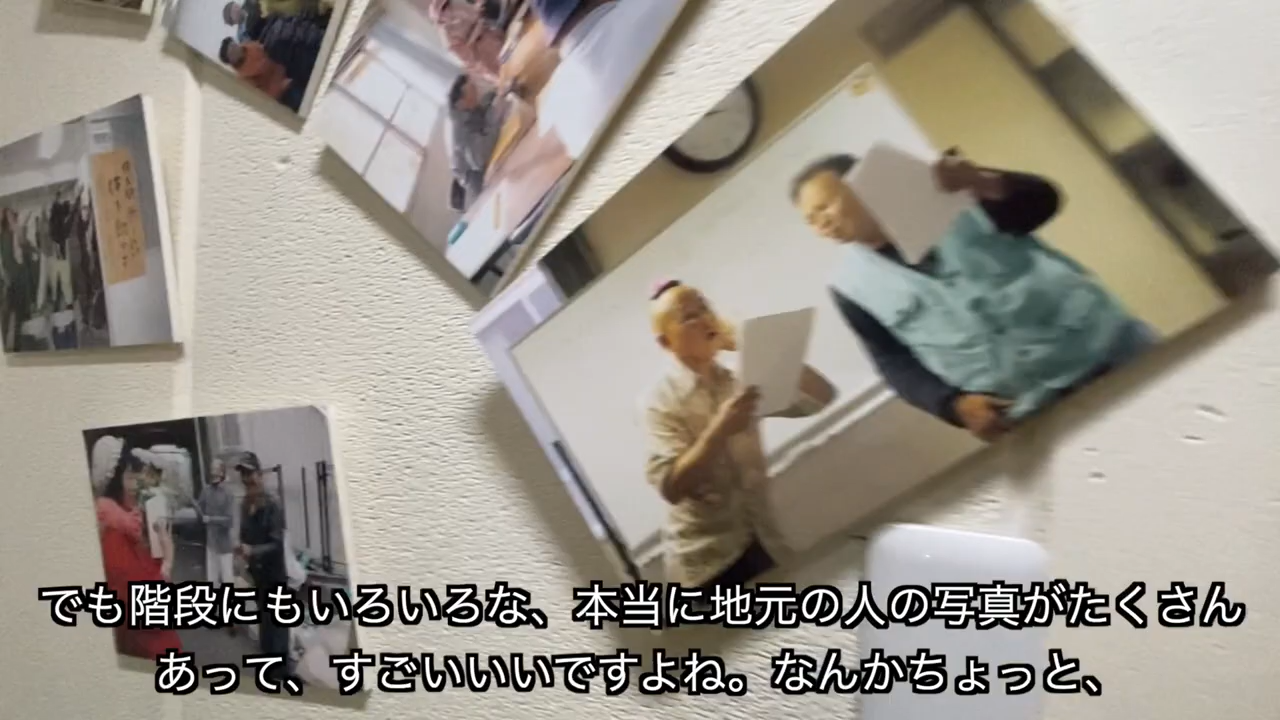 でも階段にもいろいろな、本当に地元の人の写真がたくさん
あって、すごいいいですよね。なんかちょっと、